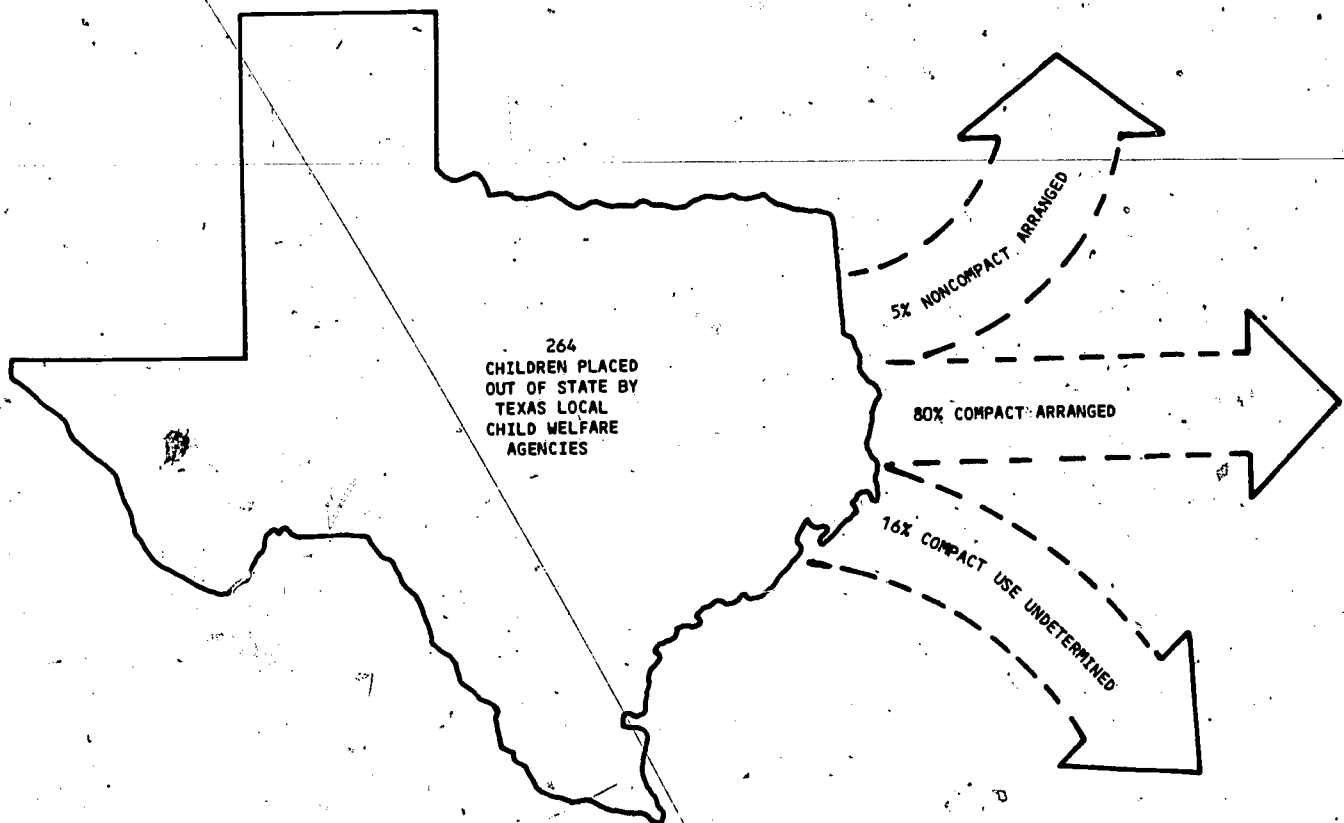 264
CHILDREN PLACED
OUT OF STATE BY
TEXAS LOCAL
CHILD WELFARE
AGENCIES
5% NONCOMPACT ARRANGED
80% COMPACT ARRANGED
16% COMPACT USE UNDETERMINED